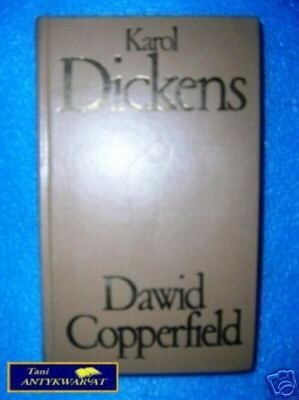 Karol
Dickens
Dawid
Copperfield
Tani
ANTYKWARIAT